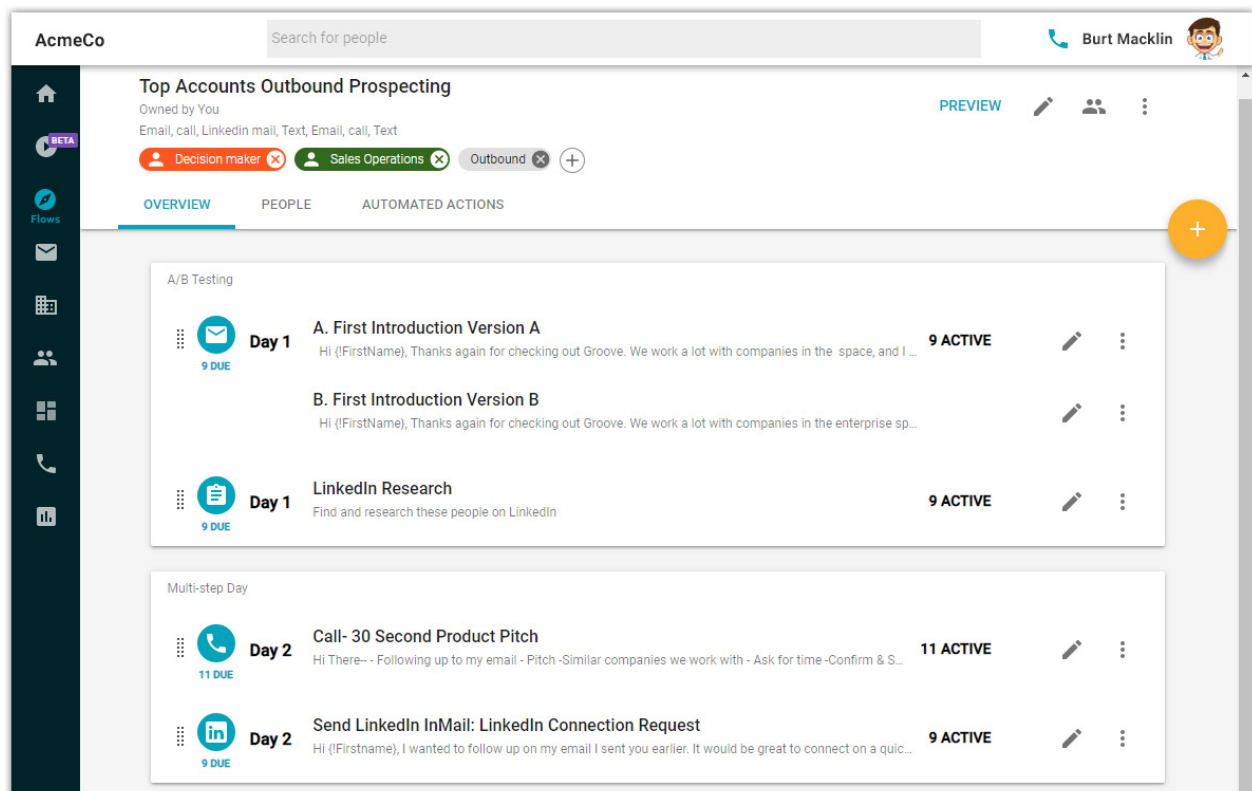 AcmeCo
Search for people
Burt Macklin
Top Accounts Outbound Prospecting
Owned by You
Email, call, Linkedin mail, Text, Email, call, Text
PREVIEW
BETA
Decision maker
Sales Operations
Outbound
Flows
OVERVIEW
PEOPLE
AUTOMATED ACTIONS
A/B Testing
Day 1
9 DUE
A. First Introduction Version A
Hi {!FirstName}, Thanks again for checking out Groove. We work a lot with companies in the  space, and I ...
9 ACTIVE
B. First Introduction Version B
Hi {!FirstName}, Thanks again for checking out Groove. We work a lot with companies in the enterprise sp...
Day 1
9 DUE
LinkedIn Research
Find and research these people on LinkedIn
9 ACTIVE
Multi-step Day
Day 2
11 DUE
Call- 30 Second Product Pitch
Hi There-- - Following up to my email - Pitch -Similar companies we work with - Ask for time -Confirm & S...
11 ACTIVE
in
Day 2
9 DUE
Send LinkedIn InMail: LinkedIn Connection Request
Hi {!Firstname}, I wanted to follow up on my email I sent you earlier. It would be great to connect on a quic...
9 ACTIVE